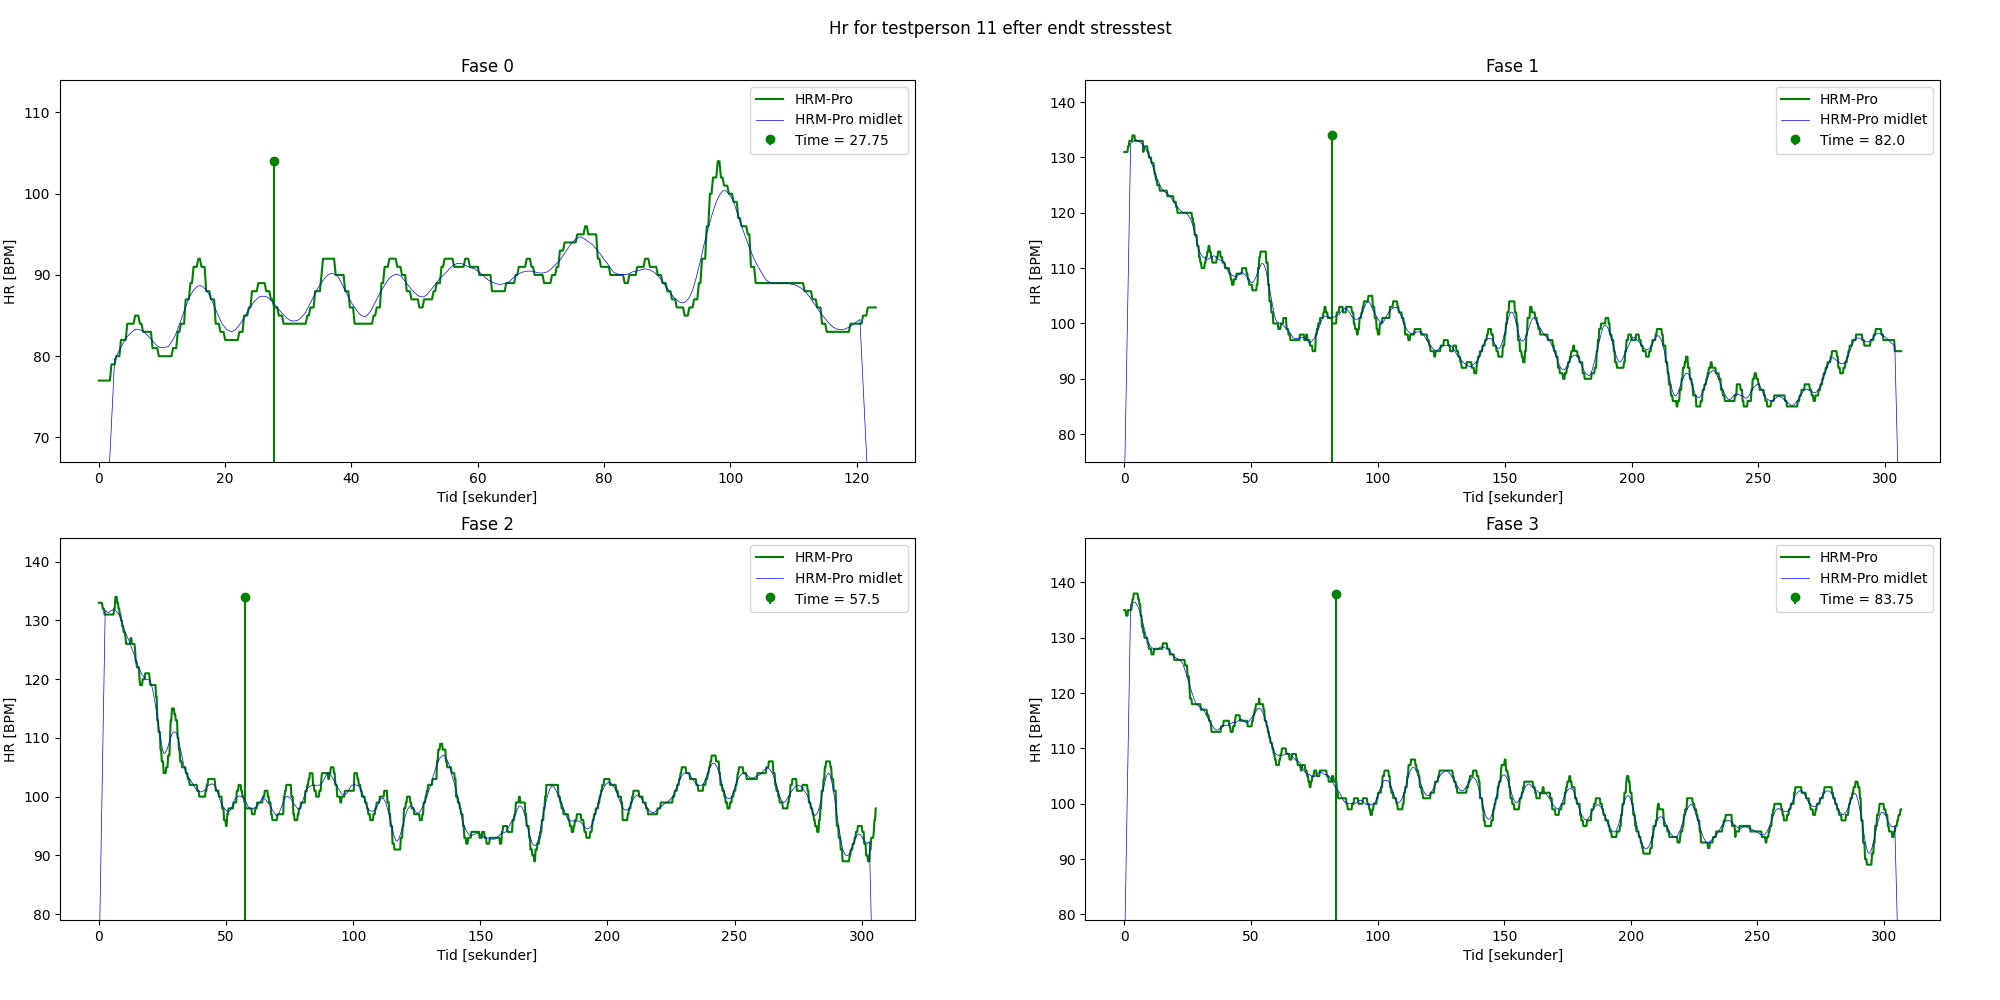 Hr for testperson 11 efter endt stresstest
Fase 0
HR [BPM]
110
100
90
80
70
HRM-Pro
HRM-Pro midlet
Time = 27.75
0 20 40 60 80 100 120
Tid [sekunder]
Fase 1
HR [BPM]
140
130
120
110
100
90
80
HRM-Pro
HRM-Pro midlet
Time = 82.0
0 50 100 150 200 250 300
Tid [sekunder]
Fase 2
HR [BPM]
140
130
120
110
100
90
80
HRM-Pro
HRM-Pro midlet
Time = 57.5
0 50 100 150 200 250 300
Tid [sekunder]
Fase 3
HR [BPM]
140
130
120
110
100
90
80
HRM-Pro
HRM-Pro midlet
Time = 83.75
0 50 100 150 200 250 300
Tid [sekunder]